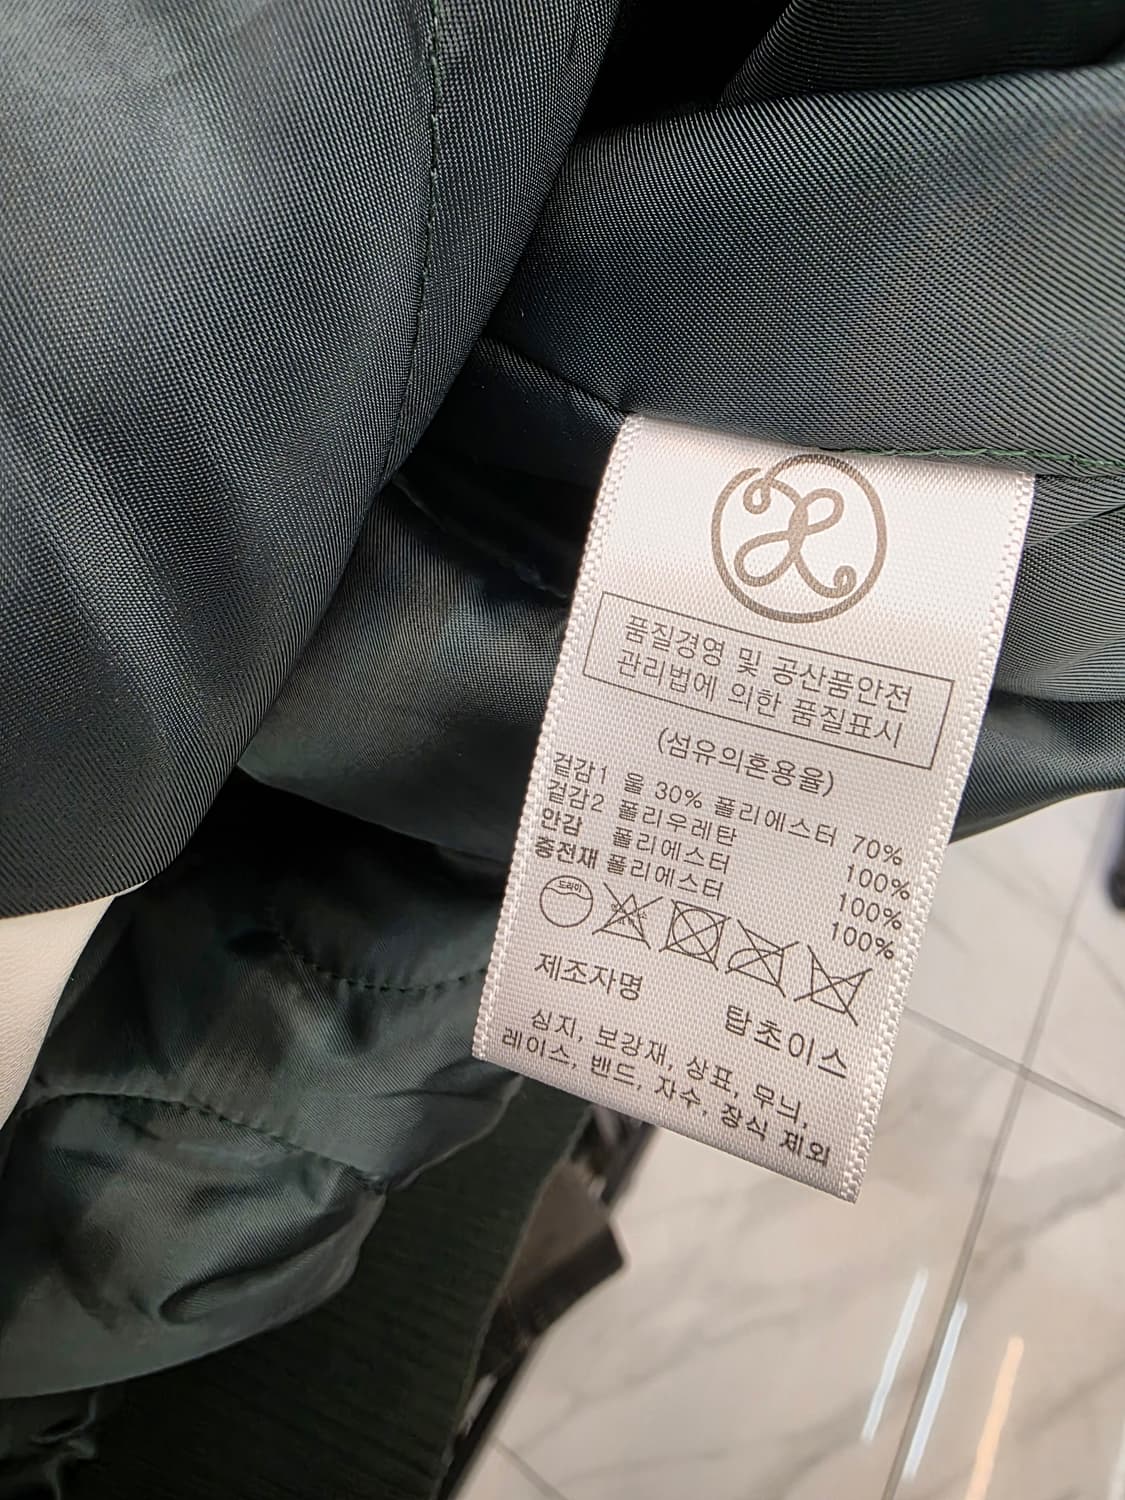 품질경영 및 공산품안전
관리법에 의한 품질표시
(섬유의혼용율)
겉감1 울 30% 폴리에스터 70%
겉감2 폴리우레탄 100%
안감 폴리에스터 100%
충전재 폴리에스터 100%
드라이
제조자명 탑초이스
심지, 보강재, 상표, 무늬,
레이스, 밴드, 자수, 장식 제외